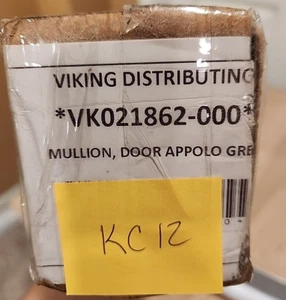 VIKING DISTRIBUTING
*VK021862-000*
MULLION, DOOR APPOLO GRE
KC12